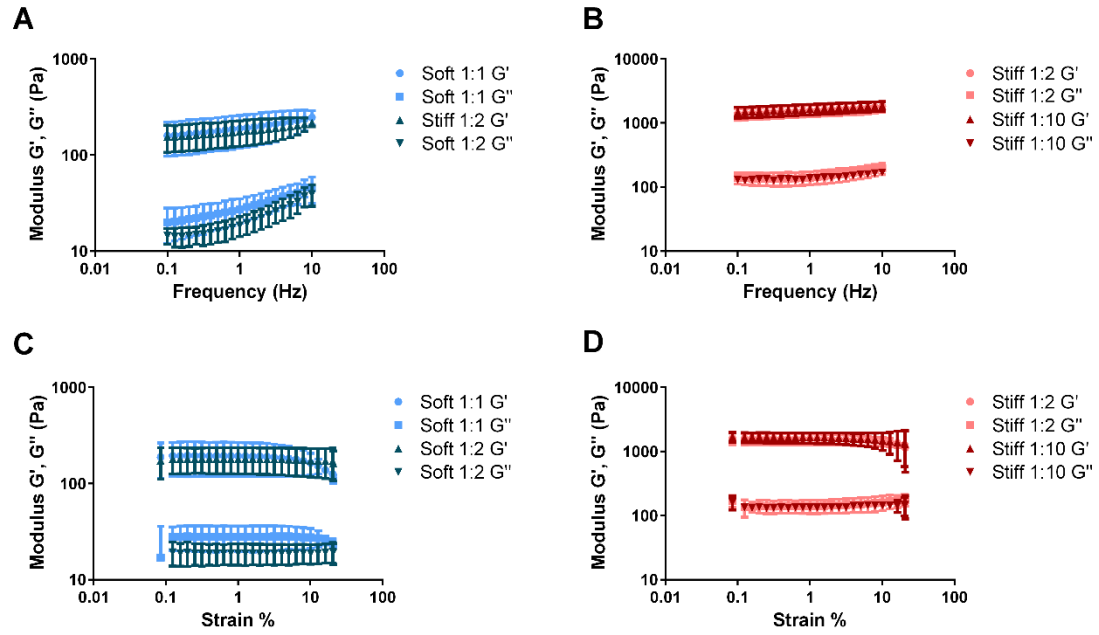 A
Modulus G', G'' (Pa)
1000
100
10
0.01
0.1
1
10
100
Frequency (Hz)
Soft 1:1 G'
Soft 1:1 G''
Stiff 1:2 G'
Soft 1:2 G''
B
Modulus G', G'' (Pa)
10000
1000
100
10
0.01
0.1
1
10
100
Frequency (Hz)
Stiff 1:2 G'
Stiff 1:2 G''
Stiff 1:10 G'
Stiff 1:10 G''
C
Modulus G', G'' (Pa)
1000
100
10
0.01
0.1
1
10
100
Strain %
Soft 1:1 G'
Soft 1:1 G''
Soft 1:2 G'
Soft 1:2 G''
D
Modulus G', G'' (Pa)
10000
1000
100
10
0.01
0.1
1
10
100
Strain %
Stiff 1:2 G'
Stiff 1:2 G''
Stiff 1:10 G'
Stiff 1:10 G''